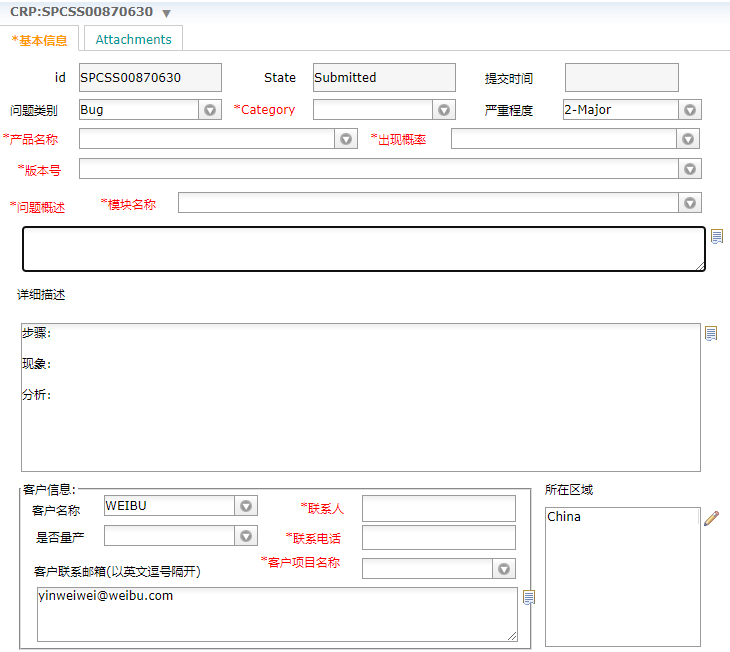 CRP:SPCSS00870630
*基本信息 Attachments
id SPCSS00870630 State Submitted 提交时间
问题类别 Bug *Category 严重程度 2-Major
*产品名称 *出现概率
*版本号
*问题概述 *模块名称
详细描述
步骤:
现象:
分析:
客户信息: 所在区域
客户名称 WEIBU *联系人 China
是否量产 *联系电话
*客户项目名称
客户联系邮箱(以英文逗号隔开)
yinweiwei@weibu.com